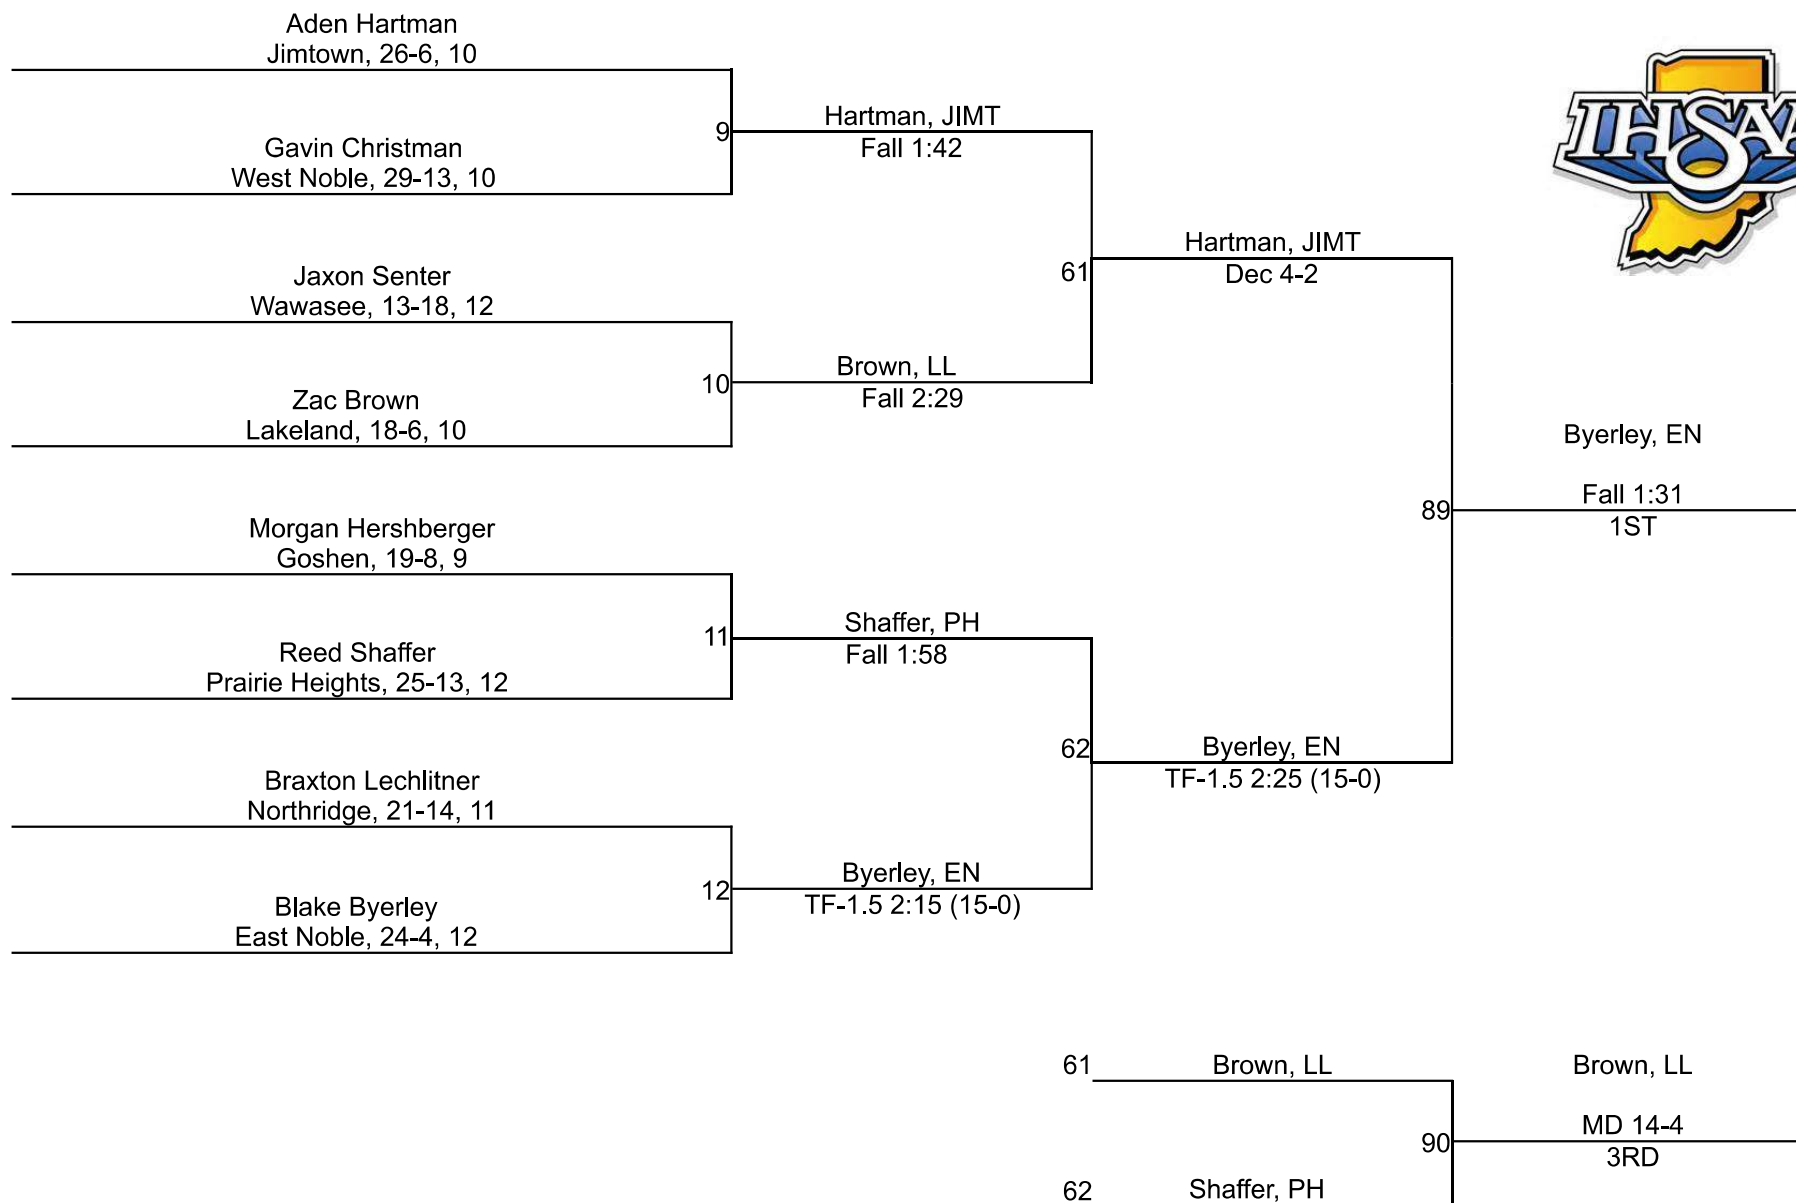 Aden Hartman
Jimtown, 26-6, 10
Gavin Christman
West Noble, 29-13, 10
9
Hartman, JIMT
Fall 1:42
Jaxon Senter
Wawasee, 13-18, 12
Zac Brown
Lakeland, 18-6, 10
10
Brown, LL
Fall 2:29
61
Hartman, JIMT
Dec 4-2
Morgan Hershberger
Goshen, 19-8, 9
Reed Shaffer
Prairie Heights, 25-13, 12
11
Shaffer, PH
Fall 1:58
Braxton Lechlitner
Northridge, 21-14, 11
Blake Byerley
East Noble, 24-4, 12
12
Byerley, EN
TF-1.5 2:15 (15-0)
62
Byerley, EN
TF-1.5 2:25 (15-0)
89
Byerley, EN
Fall 1:31
1ST
IHSAA
61
Brown, LL
62
Shaffer, PH
90
Brown, LL
MD 14-4
3RD